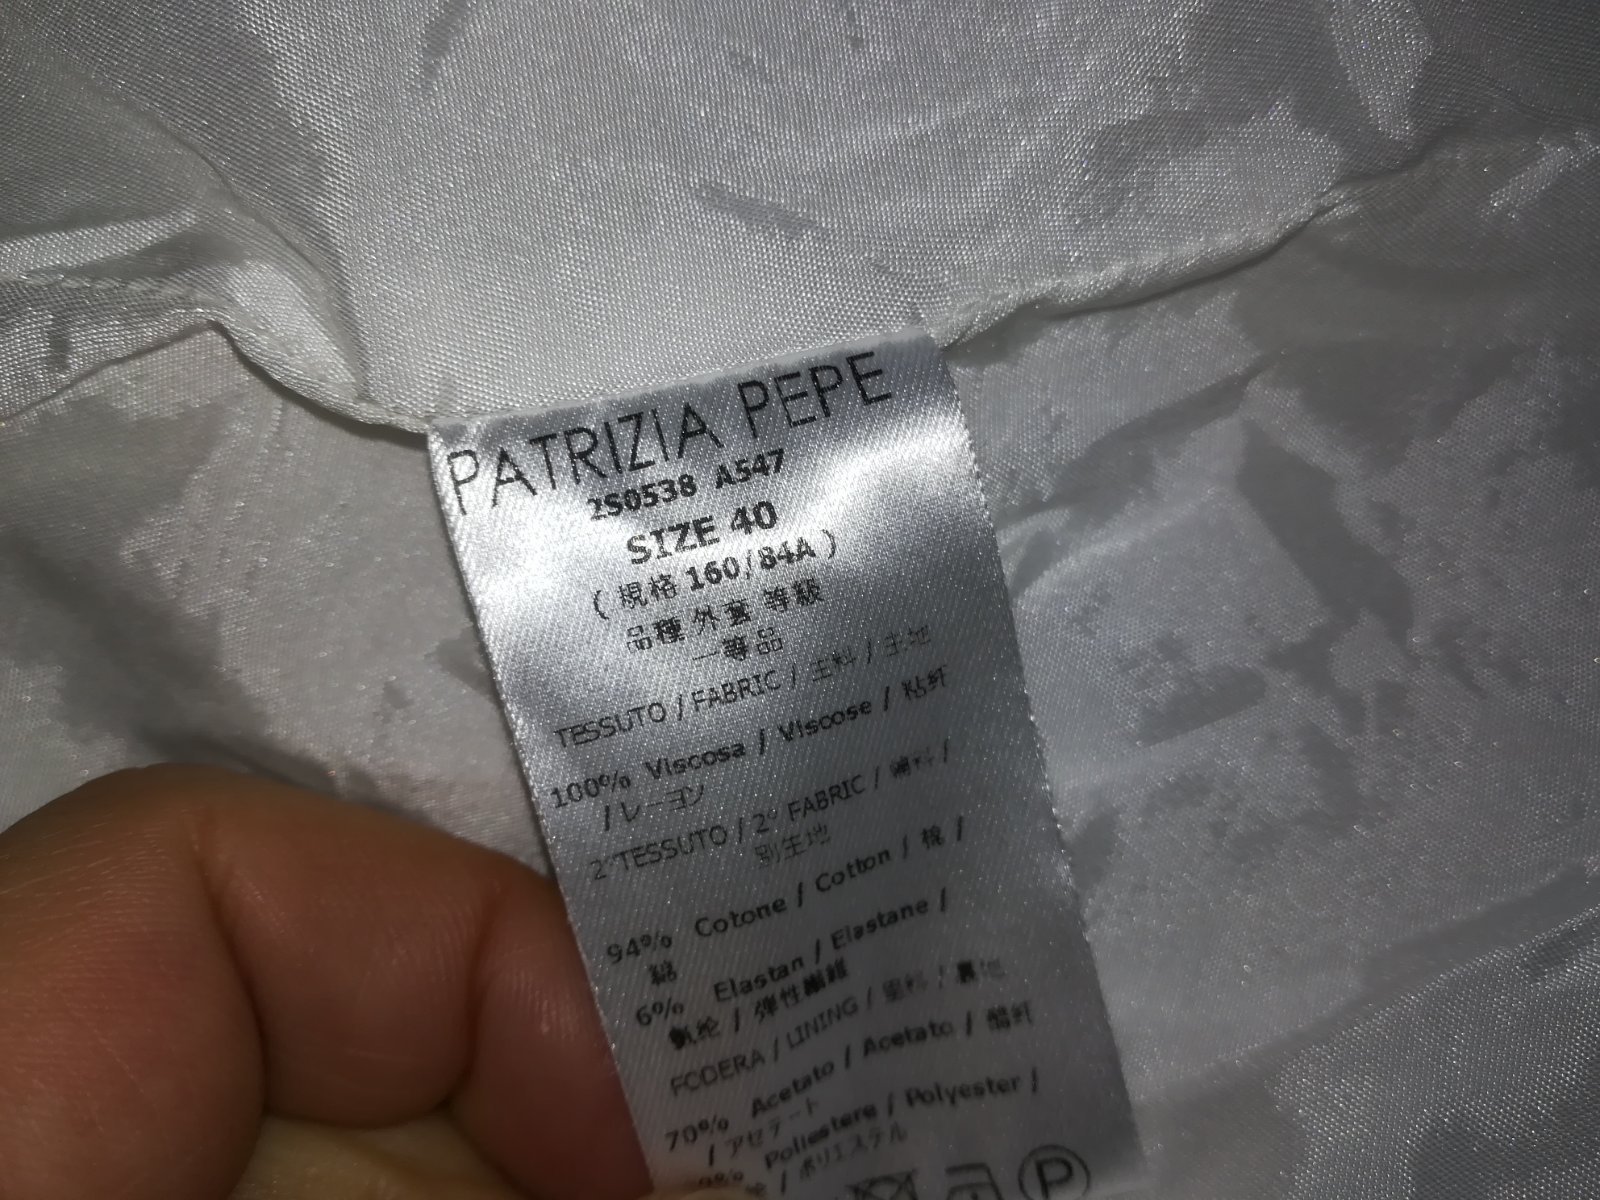 PATRIZIA PEPE
2S0538 A547
SIZE 40
( 規格 160/84A )
品種 外套 等級
一等品
TESSUTO / FABRIC / 主料 / 主地
100% Viscosa / Viscose / 粘纤
/ レーヨン
2°TESSUTO / 2° FABRIC / 輔料 /
別生地
94% Cotone / Cotton / 棉 /
綿
6% Elastan / Elastane /
氨纶 / 弾性繊維
FODERA / LINING / 里料 / 裏地
70% Acetato / Acetato / 醋纤
/ アセテート
Poliestere / Polyester /
/ ポリエステル
P